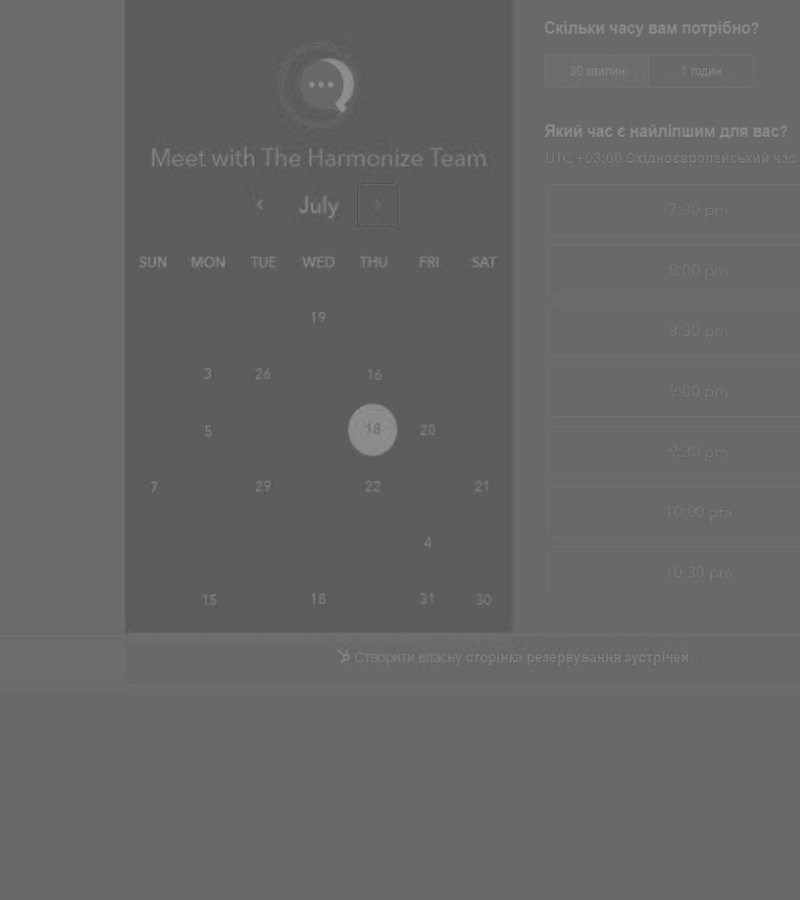 Meet with The Harmonize Team
July
SUN MON TUE WED THU FRI SAT
19
3 26 16
5 18 20
7 29 22 21
4
15 18 31 30
Скільки часу вам потрібно?
30 хвилин 1 годин
Який час є найліпшим для вас?
UTC +03:00 Східноєвропейський час
7:30 pm
8:00 pm
8:30 pm
9:00 pm
9:30 pm
10:00 pm
10:30 pm
Створити власну сторінка резервування зустрічей